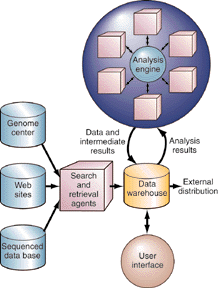 Analysis
engine
Genome
center
Data and
intermediate
results
Analysis
results
Web
sites
Search
and
retrieval
agents
Data
warehouse
External
distribution
Sequenced
data base
User
interface